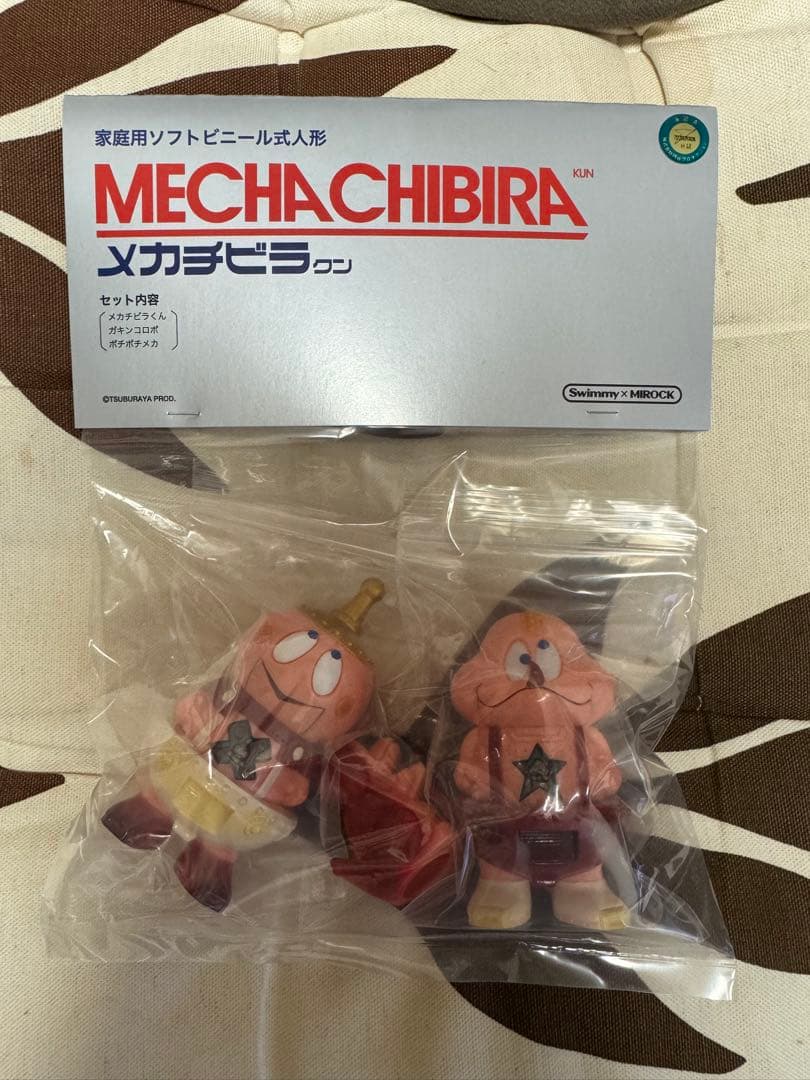 家庭用ソフトビニール式人形
MECHACHIBIRA KUN
メカチビラクン
セット内容
メカチビラくん
ガキンコロボ
ポチポチメカ
©TSUBURAYA PROD.
Swimmy×MIROCK